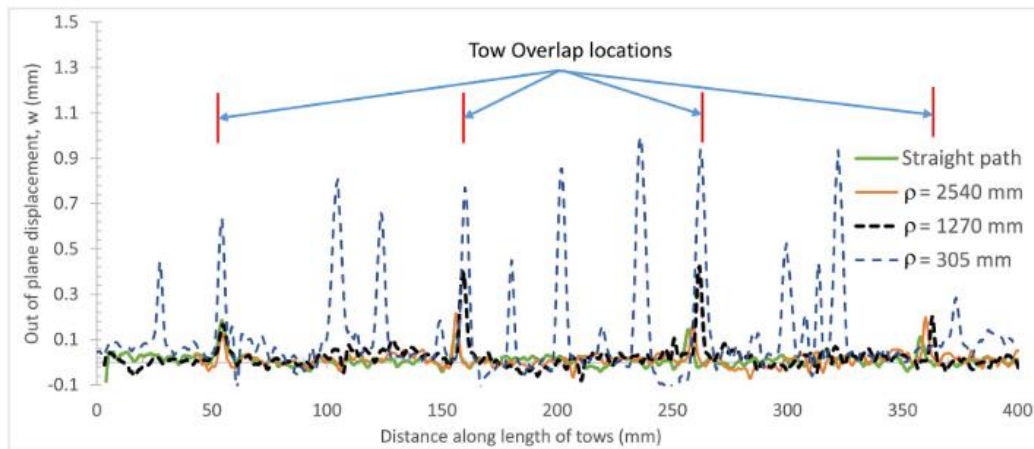 1.5
1.3
1.1
0.9
0.7
0.5
0.3
0.1
-0.1
Out of plane displacement, w (mm)
Tow Overlap locations
Straight path
ρ = 2540 mm
ρ = 1270 mm
ρ = 305 mm
0 50 100 150 200 250 300 350 400
Distance along length of tows (mm)